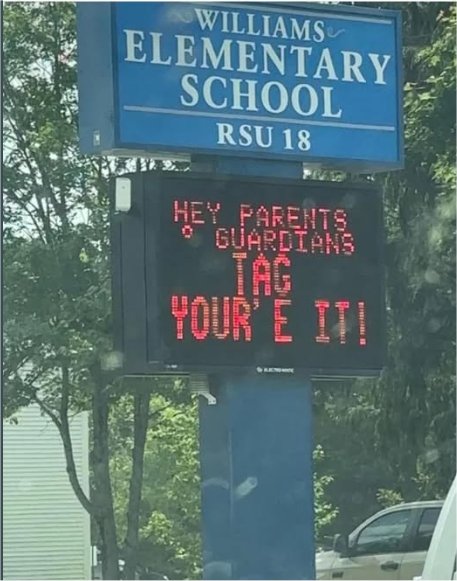 WILLIAMS
ELEMENTARY
SCHOOL
RSU 18
HEY PARENTS
& GUARDIANS
TAG
YOUR'E IT!